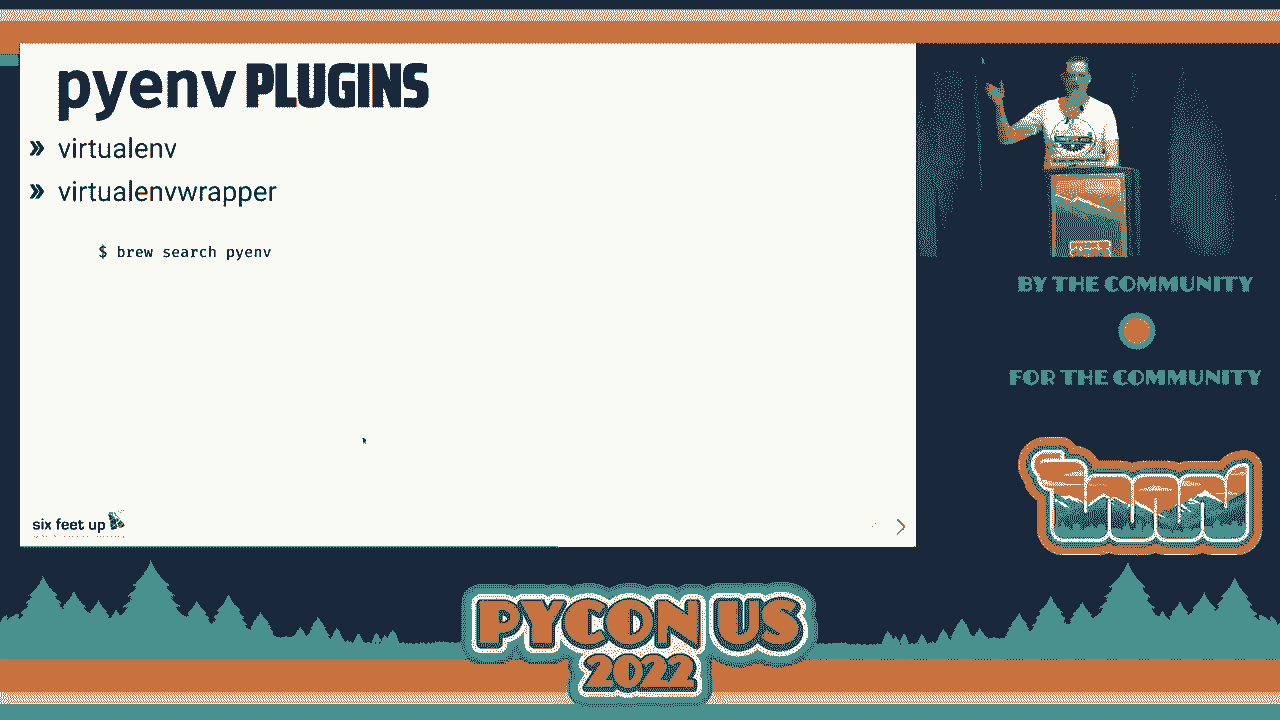 pyenv PLUGINS
» virtualenv
» virtualenvwrapper
$ brew search pyenv
six feet up
BY THE COMMUNITY
FOR THE COMMUNITY
PYCON US
2022